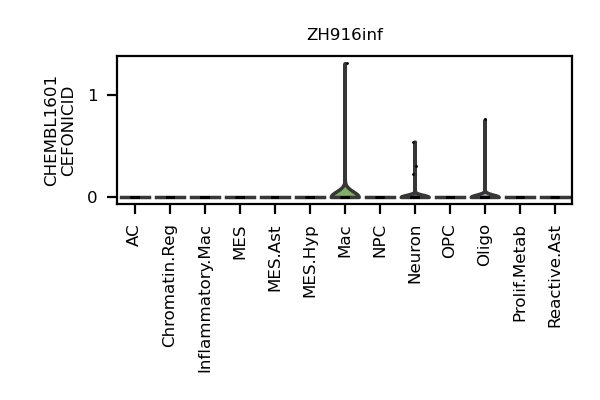 ZH916inf
CHEMBL1601
CEFONICID
1
0
AC
Chromatin.Reg
Inflammatory.Mac
MES
MES.Ast
MES.Hyp
Mac
NPC
Neuron
OPC
Oligo
Prolif.Metab
Reactive.Ast